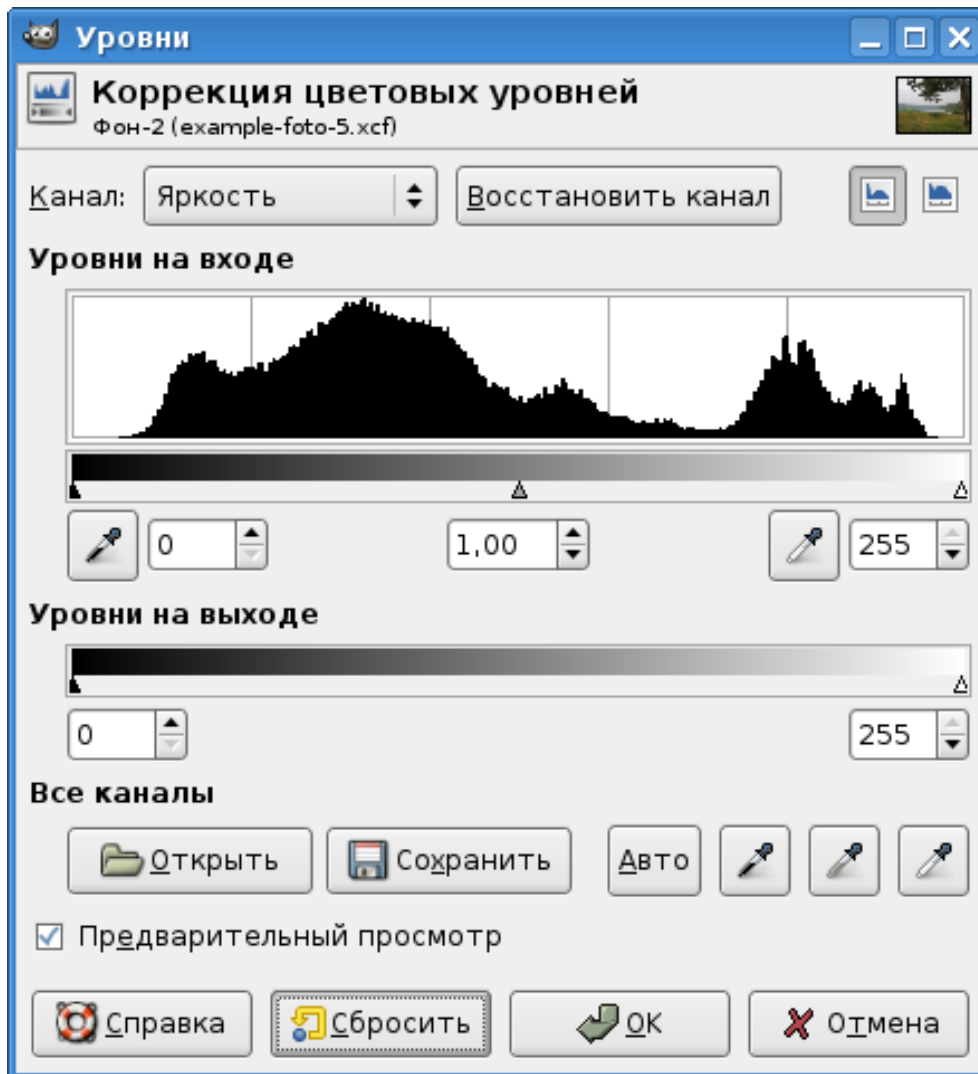 Уровни
Коррекция цветовых уровней
Фон-2 (example-foto-5.xcf)
Канал: Яркость Восстановить канал
Уровни на входе
0 1,00 255
Уровни на выходе
0 255
Все каналы
Открыть Сохранить Авто
Предварительный просмотр
Справка Сбросить OK Отмена